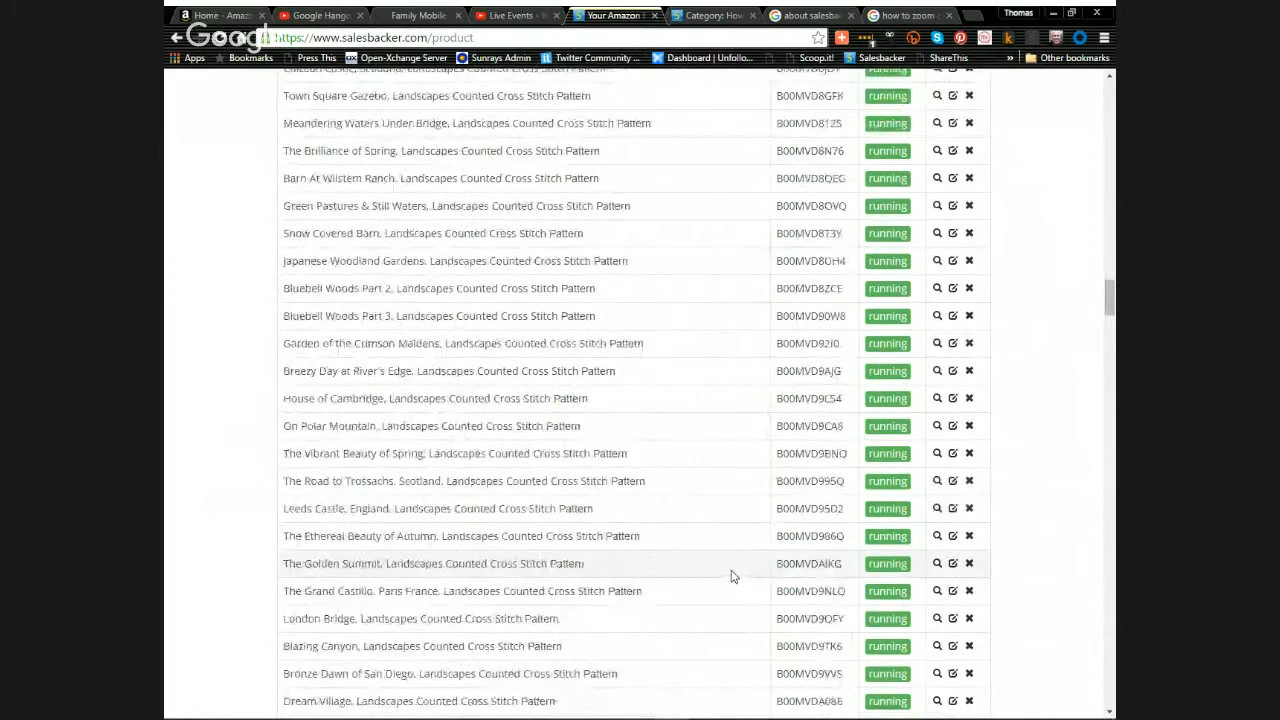 Home - Amazo
Google Hango
Family Mobile
Live Events - Y
Your Amazon
Category: How
about salesba
how to zoom
Thomas
Google
https://www.salesbacker.com/product
Apps
Bookmarks
Press This
Open-Xchange Server
Sunrays Admin
Twitter Community ...
Dashboard | Unfollo...
Scoop.it!
Salesbacker
ShareThis
»
Other bookmarks
Town Square Gazebo, Landscapes Counted Cross Stitch Pattern B00MVD8GFK running
Meandering Waters Under Bridge, Landscapes Counted Cross Stitch Pattern running
The Brilliance of Spring, Landscapes Counted Cross Stitch Pattern B00MVD8N76 running
Barn At Wilstem Ranch, Landscapes Counted Cross Stitch Pattern B00MVD8QEG running
Green Pastures & Still Waters, Landscapes Counted Cross Stitch Pattern B00MVD8OVQ running
Snow Covered Barn, Landscapes Counted Cross Stitch Pattern B00MVD8T3Y running
Japanese Woodland Gardens, Landscapes Counted Cross Stitch Pattern B00MVD8OH4 running
Bluebell Woods Part 2, Landscapes Counted Cross Stitch Pattern B00MVD8ZCE running
Bluebell Woods Part 3, Landscapes Counted Cross Stitch Pattern B00MVD90W8 running
Garden of the Crimson Maidens, Landscapes Counted Cross Stitch Pattern B00MVD92I0 running
Breezy Day at River's Edge, Landscapes Counted Cross Stitch Pattern B00MVD9AJG running
House of Cambridge, Landscapes Counted Cross Stitch Pattern B00MVD9L54 running
On Polar Mountain, Landscapes Counted Cross Stitch Pattern B00MVD9CA6 running
The Vibrant Beauty of Spring, Landscapes Counted Cross Stitch Pattern B00MVD9BNQ running
The Road to Trossachs, Scotland, Landscapes Counted Cross Stitch Pattern B00MVD995Q running
Leeds Castle, England, Landscapes Counted Cross Stitch Pattern B00MVD95D2 running
The Ethereal Beauty of Autumn, Landscapes Counted Cross Stitch Pattern B00MVD986Q running
The Golden Summit, Landscapes Counted Cross Stitch Pattern B00MVDAIKG running
The Grand Castillo, Paris France, Landscapes Counted Cross Stitch Pattern B00MVD9NLQ running
London Bridge, Landscapes Counted Cross Stitch Pattern B00MVD9QFY running
Blazing Canyon, Landscapes Counted Cross Stitch Pattern B00MVD9TK6 running
Bronze Dawn of San Diego, Landscapes Counted Cross Stitch Pattern B00MVD9VVS running
Dream Village, Landscapes Counted Cross Stitch Pattern B00MVDA086 running